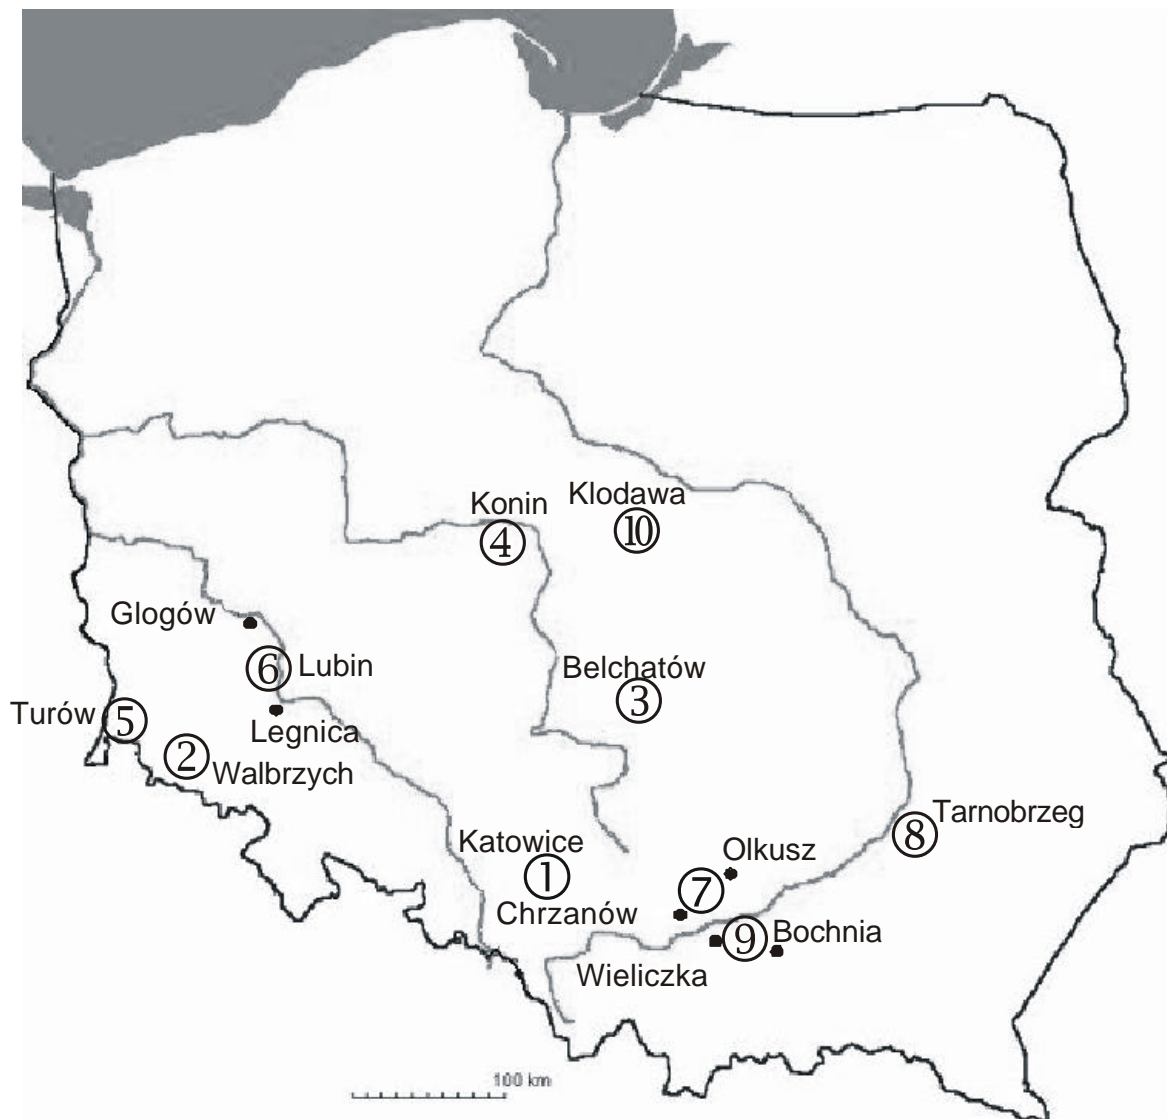 Klodawa
Konin
⑩
④
Glogów
⑥ Lubin
Belchatów
③
Turów ⑤
Legnica
② Walbrzych
Tarnobrzeg
⑧
Katowice
①
Olkusz
⑦
Chrzanów
⑨ Bochnia
Wieliczka
100 km